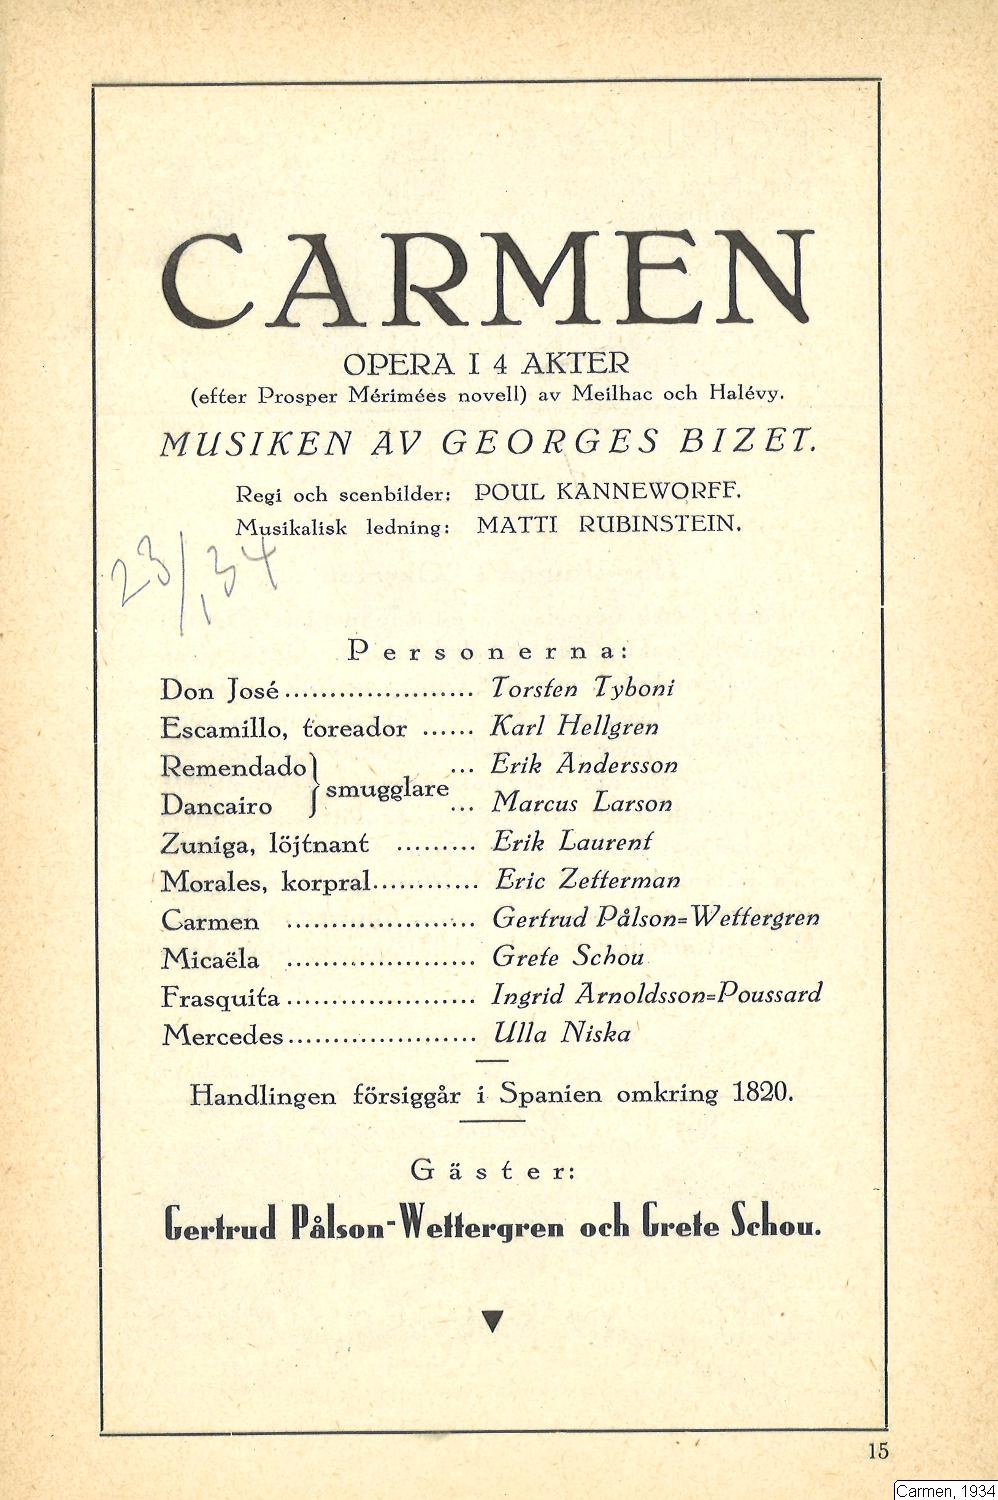 CARMEN
OPERA I 4 AKTER
(efter Prosper Mérimées novell) av Meilhac och Halévy.
MUSIKEN AV GEORGES BIZET.
Regi och scenbilder: POUL KANNEWORFF.
Musikalisk ledning: MATTI RUBINSTEIN.
23/1 34
Personerna:
Don José..................... Torsten Tyboni
Escamillo, toreador ...... Karl Hellgren
Remendado } smugglare ... Erik Andersson
Dancairo ... Marcus Larson
Zuniga, löjtnant ......... Erik Laurent
Morales, korpral............ Eric Zetterman
Carmen ..................... Gertrud Pålson=Wettergren
Micaëla ..................... Grete Schou
Frasquita..................... Ingrid Arnoldsson=Poussard
Mercedes..................... Ulla Niska
Handlingen försiggår i Spanien omkring 1820.
Gäster:
Gertrud Pålson-Wettergren och Grete Schou.
15
Carmen, 1934